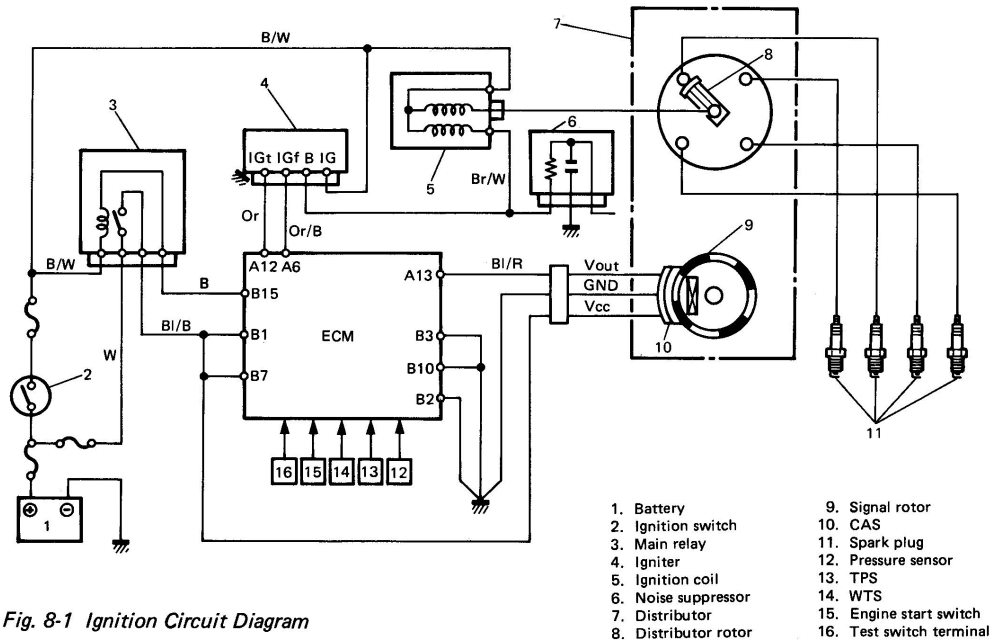 7
8
B/W
4
3
6
IGt IGf B IG
5
Br/W
Or
Or/B
9
B/W
A12 A6
Bl/R
Vout
A13
GND
B
B15
Vcc
ECM
Bl/B
B1
B3
10
W
B10
2
B7
B2
11
16 15 14 13 12
1
1. Battery
2. Ignition switch
3. Main relay
4. Igniter
5. Ignition coil
6. Noise suppressor
7. Distributor
8. Distributor rotor
9. Signal rotor
10. CAS
11. Spark plug
12. Pressure sensor
13. TPS
14. WTS
15. Engine start switch
16. Test switch terminal
Fig. 8-1 Ignition Circuit Diagram